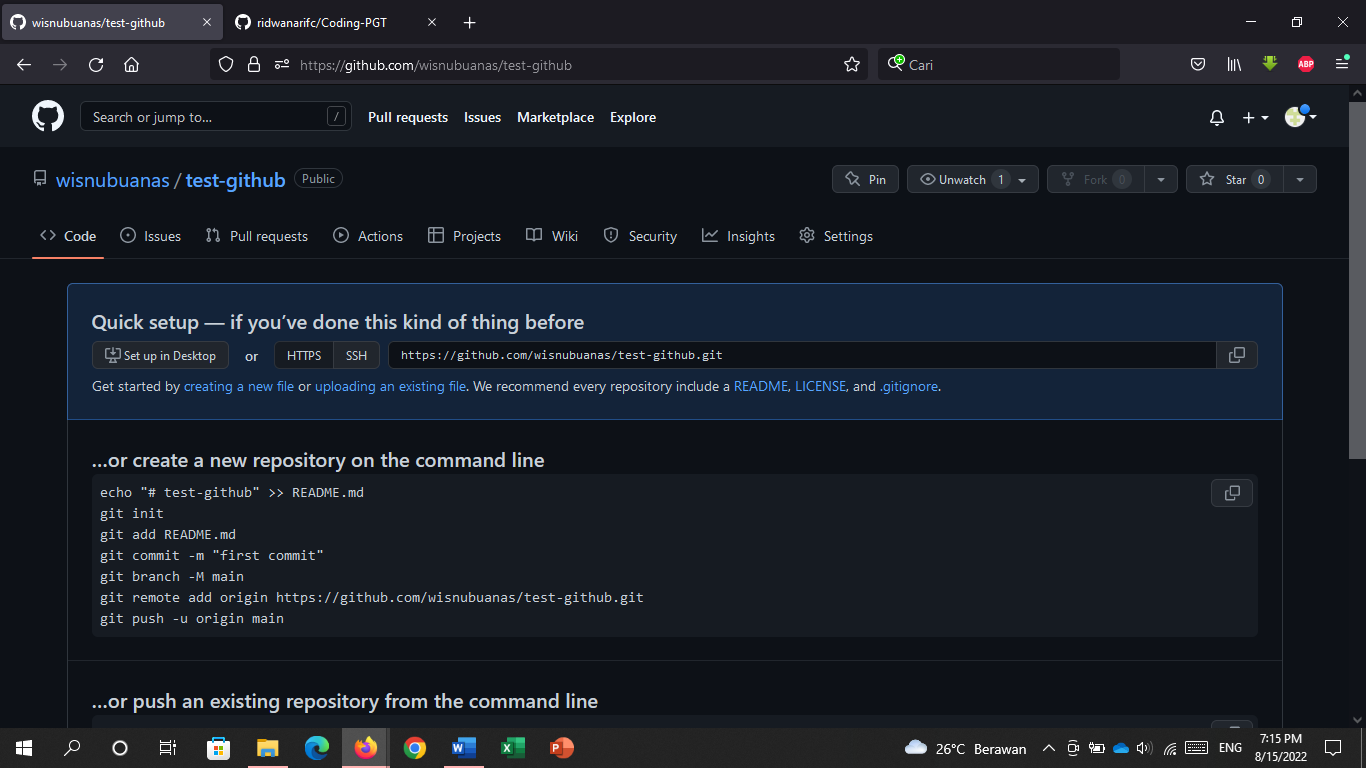 wisnubuanas/test-github
ridwanarifc/Coding-PGT
https://github.com/wisnubuanas/test-github
Cari
ABP
Search or jump to...
/
Pull requests
Issues
Marketplace
Explore
wisnubuanas / test-github
Public
Pin
Unwatch 1
Fork 0
Star 0
Code
Issues
Pull requests
Actions
Projects
Wiki
Security
Insights
Settings
Quick setup — if you’ve done this kind of thing before
Set up in Desktop
or
HTTPS
SSH
https://github.com/wisnubuanas/test-github.git
Get started by creating a new file or uploading an existing file. We recommend every repository include a README, LICENSE, and .gitignore.
…or create a new repository on the command line
echo "# test-github" >> README.md
git init
git add README.md
git commit -m "first commit"
git branch -M main
git remote add origin https://github.com/wisnubuanas/test-github.git
git push -u origin main
…or push an existing repository from the command line
26°C Berawan
ENG
7:15 PM
8/15/2022